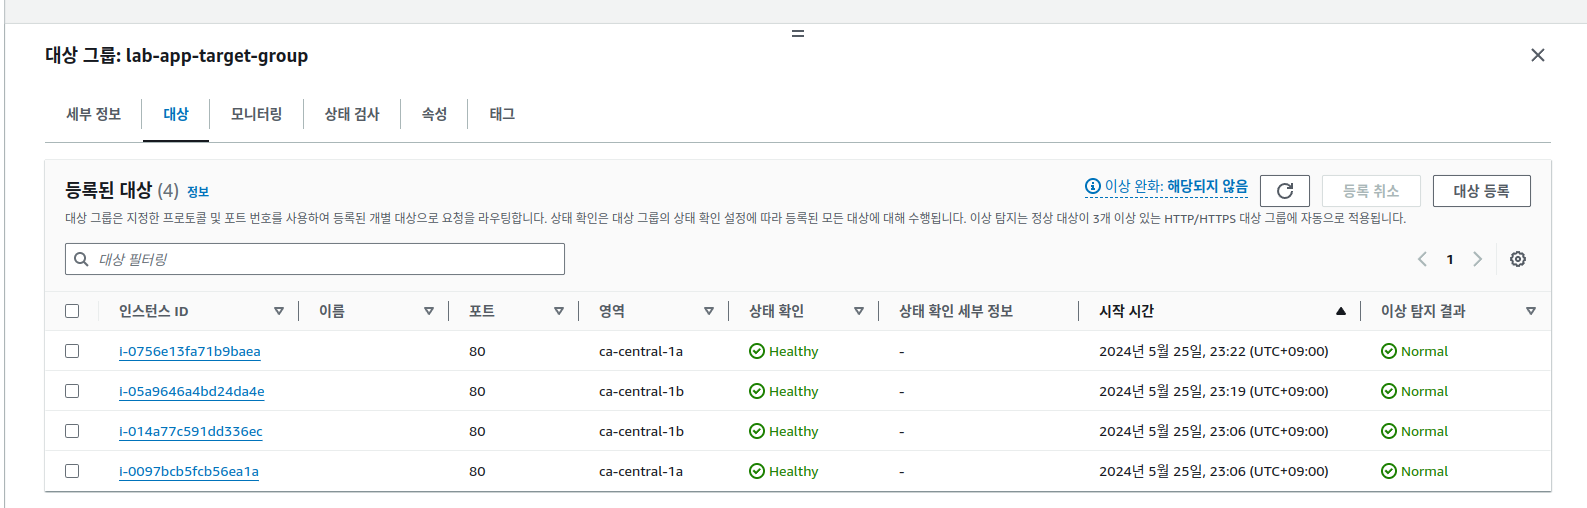 대상 그룹: lab-app-target-group
세부 정보 대상 모니터링 상태 검사 속성 태그
등록된 대상 (4) 정보 이상 완화: 해당되지 않음 등록 취소 대상 등록
대상 그룹은 지정한 프로토콜 및 포트 번호를 사용하여 등록된 개별 대상으로 요청을 라우팅합니다. 상태 확인은 대상 그룹의 상태 확인 설정에 따라 등록된 모든 대상에 대해 수행됩니다. 이상 탐지는 정상 대상이 3개 이상 있는 HTTP/HTTPS 대상 그룹에 자동으로 적용됩니다.
대상 필터링 1
인스턴스 ID 이름 포트 영역 상태 확인 상태 확인 세부 정보 시작 시간 이상 탐지 결과
i-0756e13fa71b9baea 80 ca-central-1a Healthy - 2024년 5월 25일, 23:22 (UTC+09:00) Normal
i-05a9646a4bd24da4e 80 ca-central-1b Healthy - 2024년 5월 25일, 23:19 (UTC+09:00) Normal
i-014a77c591dd336ec 80 ca-central-1b Healthy - 2024년 5월 25일, 23:06 (UTC+09:00) Normal
i-0097bcb5fcb56ea1a 80 ca-central-1a Healthy - 2024년 5월 25일, 23:06 (UTC+09:00) Normal